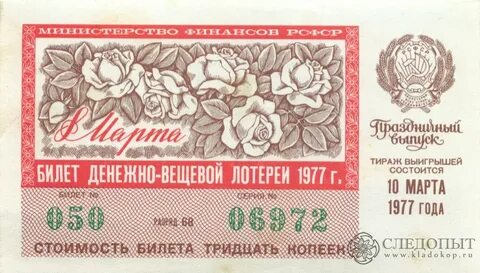 МИНИСТЕРСТВО ФИНАНСОВ РСФСР
8 Марта
БИЛЕТ ДЕНЕЖНО-ВЕЩЕВОЙ ЛОТЕРЕИ 1977 г.
БИЛЕТ № СЕРИЯ №
050 РАЗРЯД 68 06972
СТОИМОСТЬ БИЛЕТА ТРИДЦАТЬ КОПЕЕК
РСФСР
Праздничный
выпуск
ТИРАЖ ВЫИГРЫШЕЙ
СОСТОИТСЯ
10 МАРТА
1977 ГОДА
СЛЕДОПЫТ
www.kladokop.ru